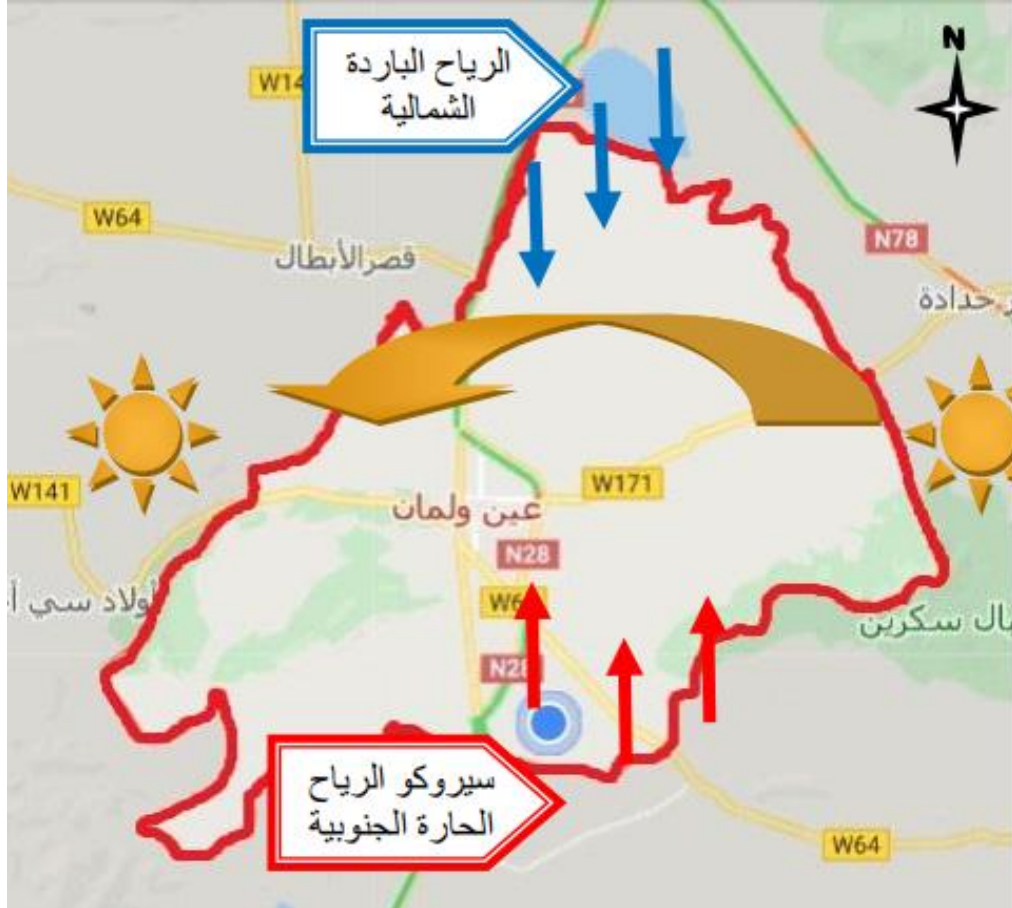 الرياح الباردة
الشمالية
N
W14
W64
N78
قصر الأبطال
حدادة
W141
W171
عين ولمان
N28
أولاد سي
W6
سكرين
N28
سيروكو الرياح
الحارة الجنوبية
W64